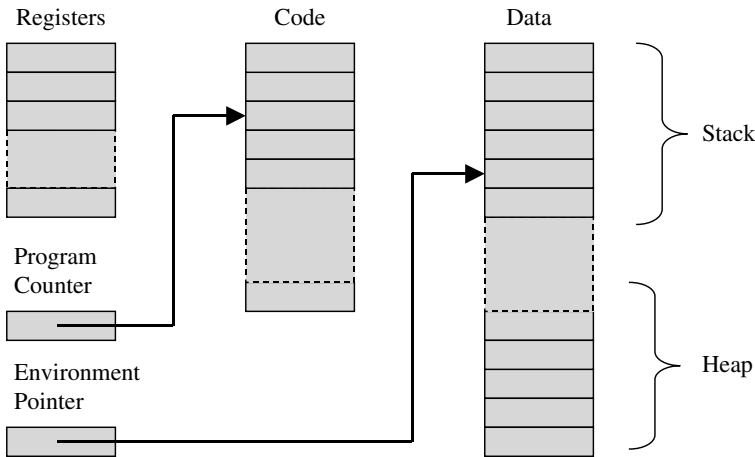 Registers
Code
Data
Stack
Program
Counter
Environment
Pointer
Heap